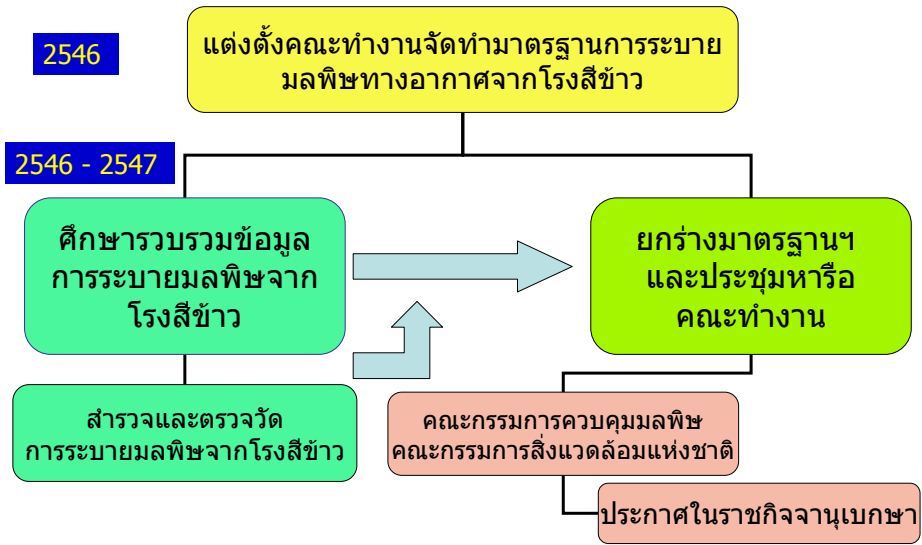 2546
แต่งตั้งคณะทำงานจัดทำมาตรฐานการระบาย
มลพิษทางอากาศจากโรงสีข้าว
2546 - 2547
ศึกษารวบรวมข้อมูล
การระบายมลพิษจาก
โรงสีข้าว
ยกร่างมาตรฐานฯ
และประชุมหารือ
คณะทำงาน
สำรวจและตรวจวัด
การระบายมลพิษจากโรงสีข้าว
คณะกรรมการควบคุมมลพิษ
คณะกรรมการสิ่งแวดล้อมแห่งชาติ
ประกาศในราชกิจจานุเบกษา